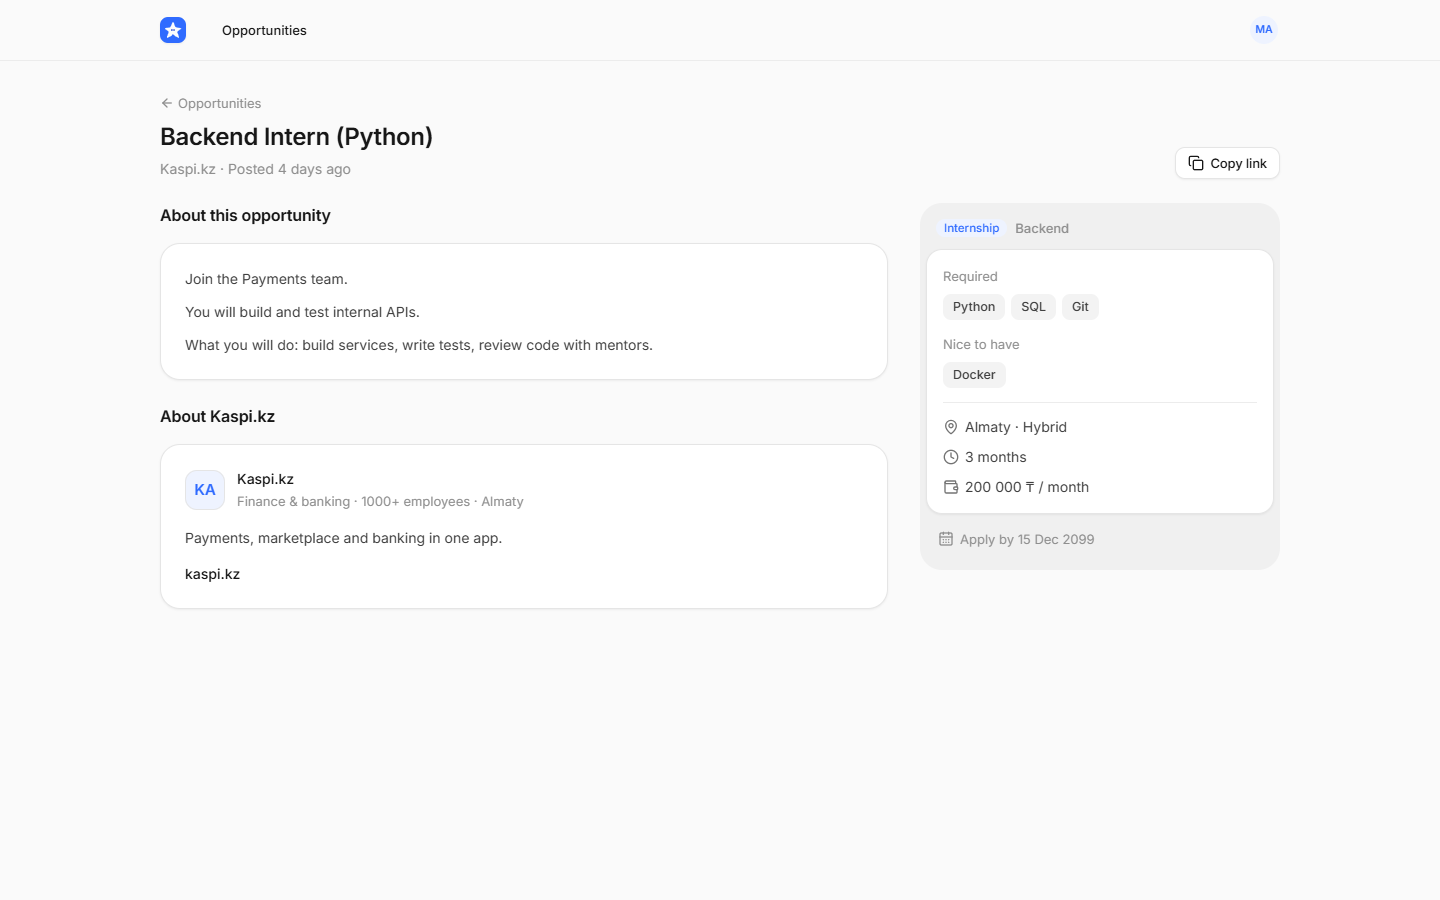 Opportunities
MA
Opportunities
Backend Intern (Python)
Kaspi.kz · Posted 4 days ago
Copy link
About this opportunity
Join the Payments team.
You will build and test internal APIs.
What you will do: build services, write tests, review code with mentors.
About Kaspi.kz
KA
Kaspi.kz
Finance & banking · 1000+ employees · Almaty
Payments, marketplace and banking in one app.
kaspi.kz
Internship Backend
Required
Python SQL Git
Nice to have
Docker
Almaty · Hybrid
3 months
200 000 ₸ / month
Apply by 15 Dec 2099